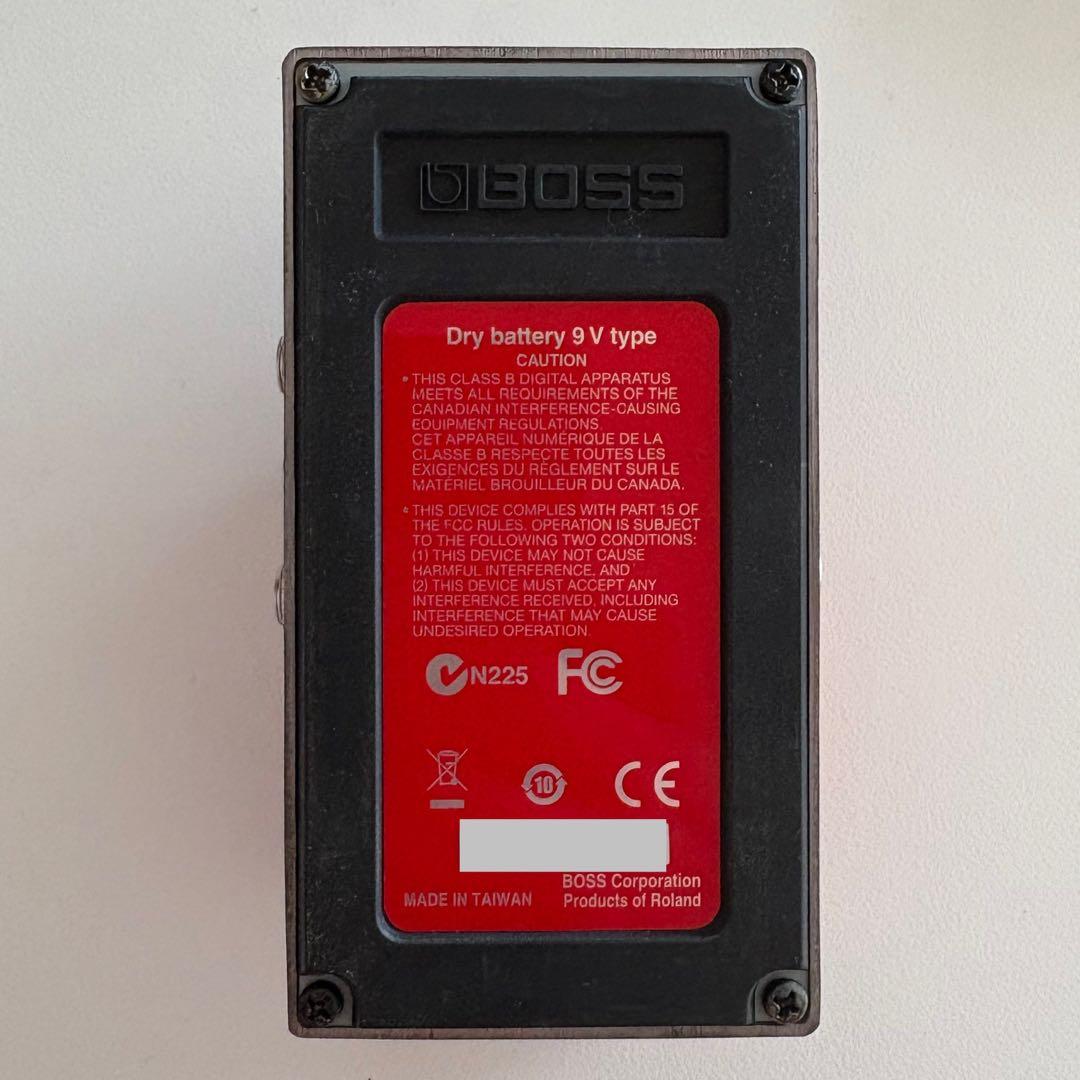 BOSS
Dry battery 9 V type
CAUTION
• THIS CLASS B DIGITAL APPARATUS
MEETS ALL REQUIREMENTS OF THE
CANADIAN INTERFERENCE-CAUSING
EQUIPMENT REGULATIONS.
CET APPAREIL NUMÉRIQUE DE LA
CLASSE B RESPECTE TOUTES LES
EXIGENCES DU RÈGLEMENT SUR LE
MATÉRIEL BROUILLEUR DU CANADA.
• THIS DEVICE COMPLIES WITH PART 15 OF
THE FCC RULES. OPERATION IS SUBJECT
TO THE FOLLOWING TWO CONDITIONS:
(1) THIS DEVICE MAY NOT CAUSE
HARMFUL INTERFERENCE, AND
(2) THIS DEVICE MUST ACCEPT ANY
INTERFERENCE RECEIVED, INCLUDING
INTERFERENCE THAT MAY CAUSE
UNDESIRED OPERATION.
N225 FC
10 CE
BOSS Corporation
MADE IN TAIWAN Products of Roland